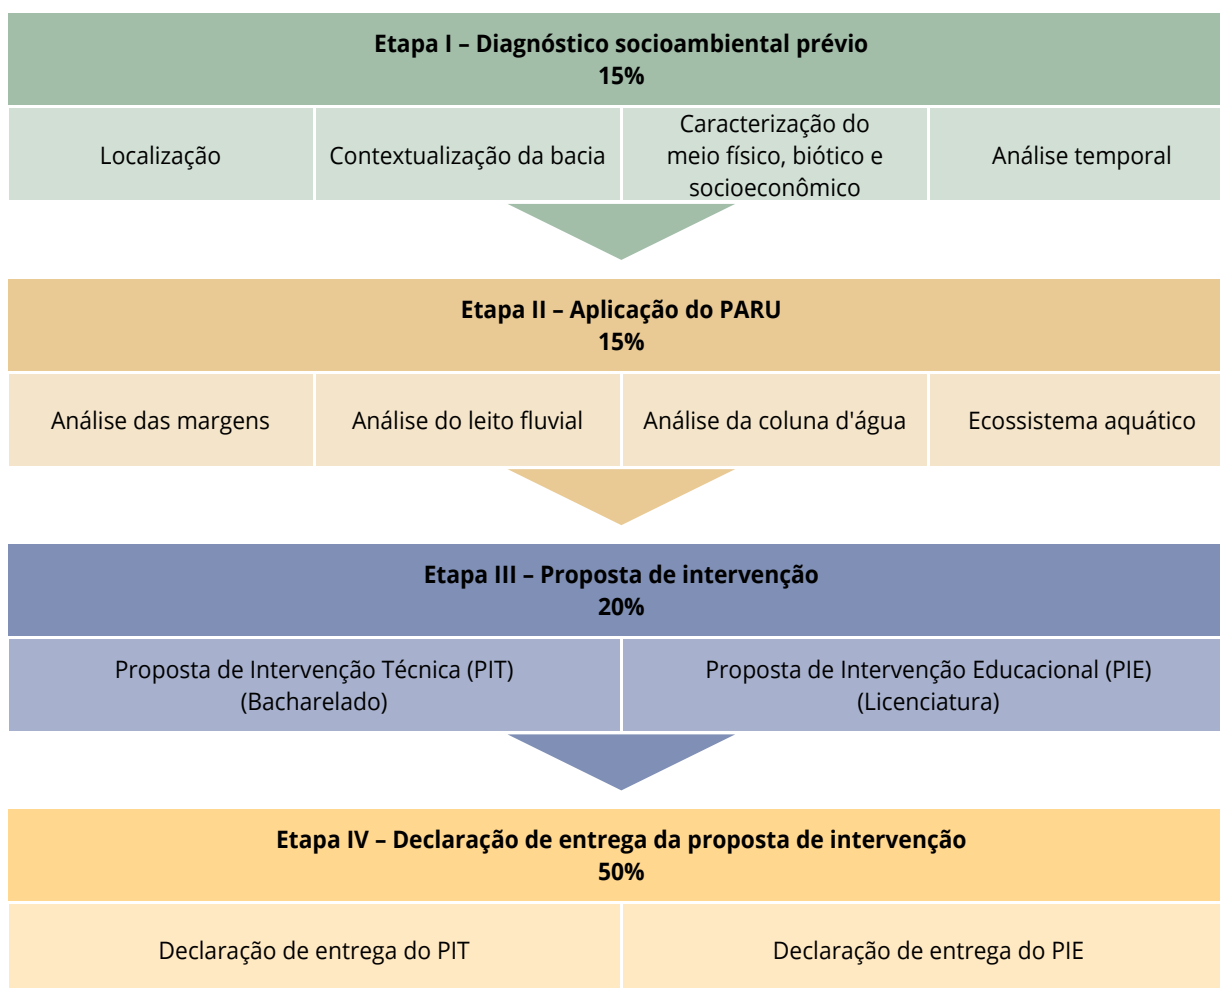 Etapa I – Diagnóstico socioambiental prévio
15%
Localização
Contextualização da bacia
Caracterização do
meio físico, biótico e
socioeconômico
Análise temporal
Etapa II – Aplicação do PARU
15%
Análise das margens
Análise do leito fluvial
Análise da coluna d'água
Ecossistema aquático
Etapa III – Proposta de intervenção
20%
Proposta de Intervenção Técnica (PIT)
(Bacharelado)
Proposta de Intervenção Educacional (PIE)
(Licenciatura)
Etapa IV – Declaração de entrega da proposta de intervenção
50%
Declaração de entrega do PIT
Declaração de entrega do PIE